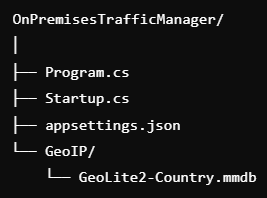 OnPremisesTrafficManager/
│
├── Program.cs
├── Startup.cs
├── appsettings.json
└── GeoIP/
    └── GeoLite2-Country.mmdb